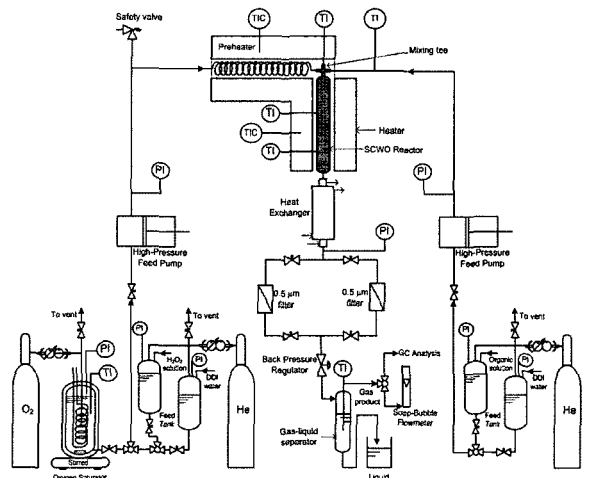 Safety valve
TIC
TI
TI
Preheater
Mixing tee
TI
TIC
Heater
TI
SCWO Reactor
PI
PI
Heat
Exchanger
PI
High-Pressure
Feed Pump
High-Pressure
Feed Pump
0.5 μm
filter
0.5 μm
filter
To vent
To vent
To vent
PI
PI
PI
TI
H2O2
solution
DDI
water
Back Pressure
Regulator
TI
GC Analysis
Gas
product
Soap-Bubble
Flowmeter
PI
PI
Organic
solution
DDI
water
O2
Feed
Tank
He
Gas-liquid
separator
Feed
Tank
He
Stirred
Oxygen Saturator
Liquid